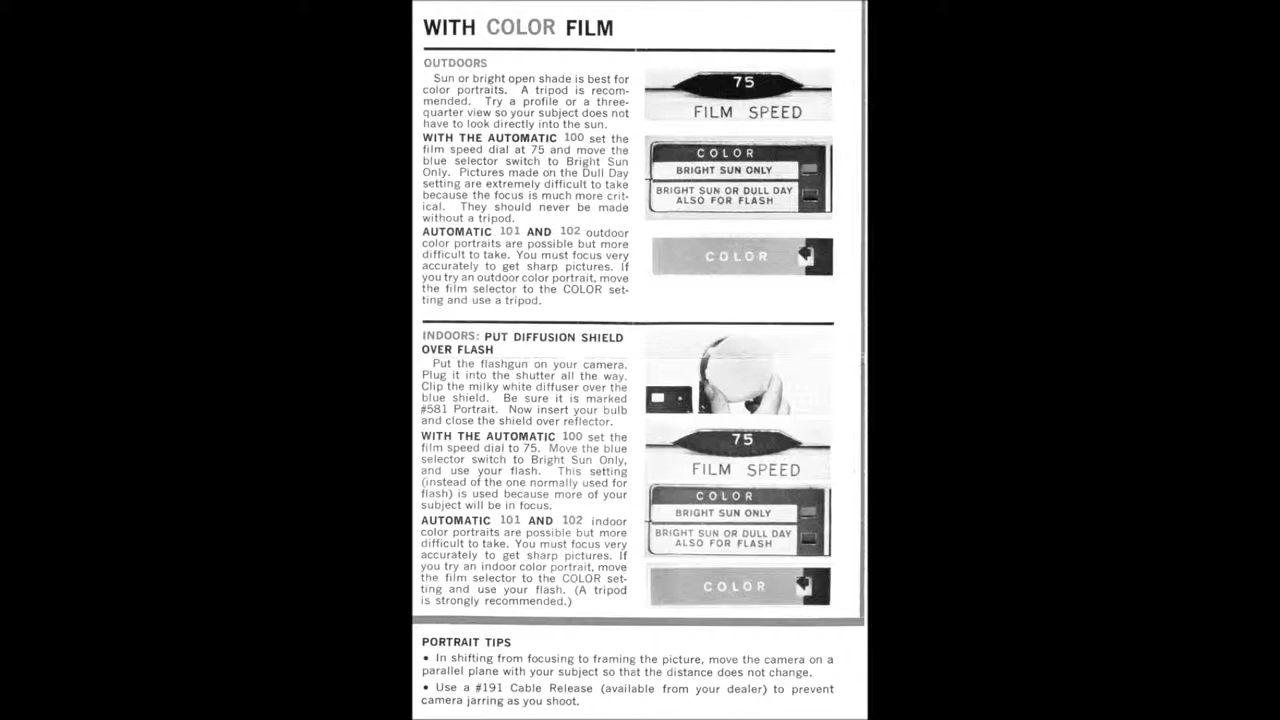 WITH COLOR FILM
OUTDOORS
Sun or bright open shade is best for
color portraits. A tripod is recom-
mended. Try a profile or a three-
quarter view so your subject does not
have to look directly into the sun.
WITH THE AUTOMATIC 100 set the
film speed dial at 75 and move the
blue selector switch to Bright Sun
Only. Pictures made on the Dull Day
setting are extremely difficult to take
because the focus is much more crit-
ical. They should never be made
without a tripod.
AUTOMATIC 101 AND 102 outdoor
color portraits are possible but more
difficult to take. You must focus very
accurately to get sharp pictures. If
you try an outdoor color portrait, move
the film selector to the COLOR set-
ting and use a tripod.
75
FILM SPEED
COLOR
BRIGHT SUN ONLY
BRIGHT SUN OR DULL DAY
ALSO FOR FLASH
COLOR
INDOORS: PUT DIFFUSION SHIELD
OVER FLASH
Put the flashgun on your camera.
Plug it into the shutter all the way.
Clip the milky white diffuser over the
blue shield. Be sure it is marked
#581 Portrait. Now insert your bulb
and close the shield over reflector.
WITH THE AUTOMATIC 100 set the
film speed dial to 75. Move the blue
selector switch to Bright Sun Only,
and use your flash. This setting
(instead of the one normally used for
flash) is used because more of your
subject will be in focus.
AUTOMATIC 101 AND 102 indoor
color portraits are possible but more
difficult to take. You must focus very
accurately to get sharp pictures. If
you try an indoor color portrait, move
the film selector to the COLOR set-
ting and use your flash. (A tripod
is strongly recommended.)
75
FILM SPEED
COLOR
BRIGHT SUN ONLY
BRIGHT SUN OR DULL DAY
ALSO FOR FLASH
COLOR
PORTRAIT TIPS
• In shifting from focusing to framing the picture, move the camera on a
parallel plane with your subject so that the distance does not change.
• Use a #191 Cable Release (available from your dealer) to prevent
camera jarring as you shoot.